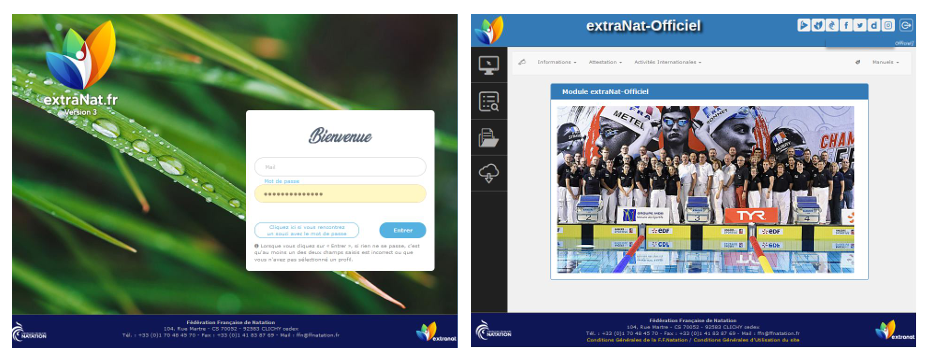 extraNat.fr
Version 3
Bienvenue
Mail
Mot de passe
Cliquez ici si vous rencontrez
un souci avec le mot de passe
Entrer
Lorsque vous cliquez sur « Entrer », si rien ne se passe, c'est
qu'au moins un des deux champs saisis est incorrect ou que
vous n'avez pas sélectionné un profil.
Fédération Française de Natation
104, Rue Martre - CS 70052 - 92583 CLICHY cedex
Tél. : +33 (0)1 70 48 45 70 - Fax : +33 (0)1 41 83 87 69 - Mail : ffn@ffnatation.fr
NATATION
extranat
extraNat-Officiel
Officiel
Informations
Attestation
Activités Internationales
Manuels
Module extraNat-Officiel
METEL
BONNET
CHAM
TYR
edf
edf
edf
Fédération Française de Natation
104, Rue Martre - CS 70052 - 92583 CLICHY cedex
Tél. : +33 (0)1 70 48 45 70 - Fax : +33 (0)1 41 83 87 69 - Mail : ffn@ffnatation.fr
Conditions Générales de la F.F.Natation / Conditions Générales d'Utilisation du site
NATATION
extranat